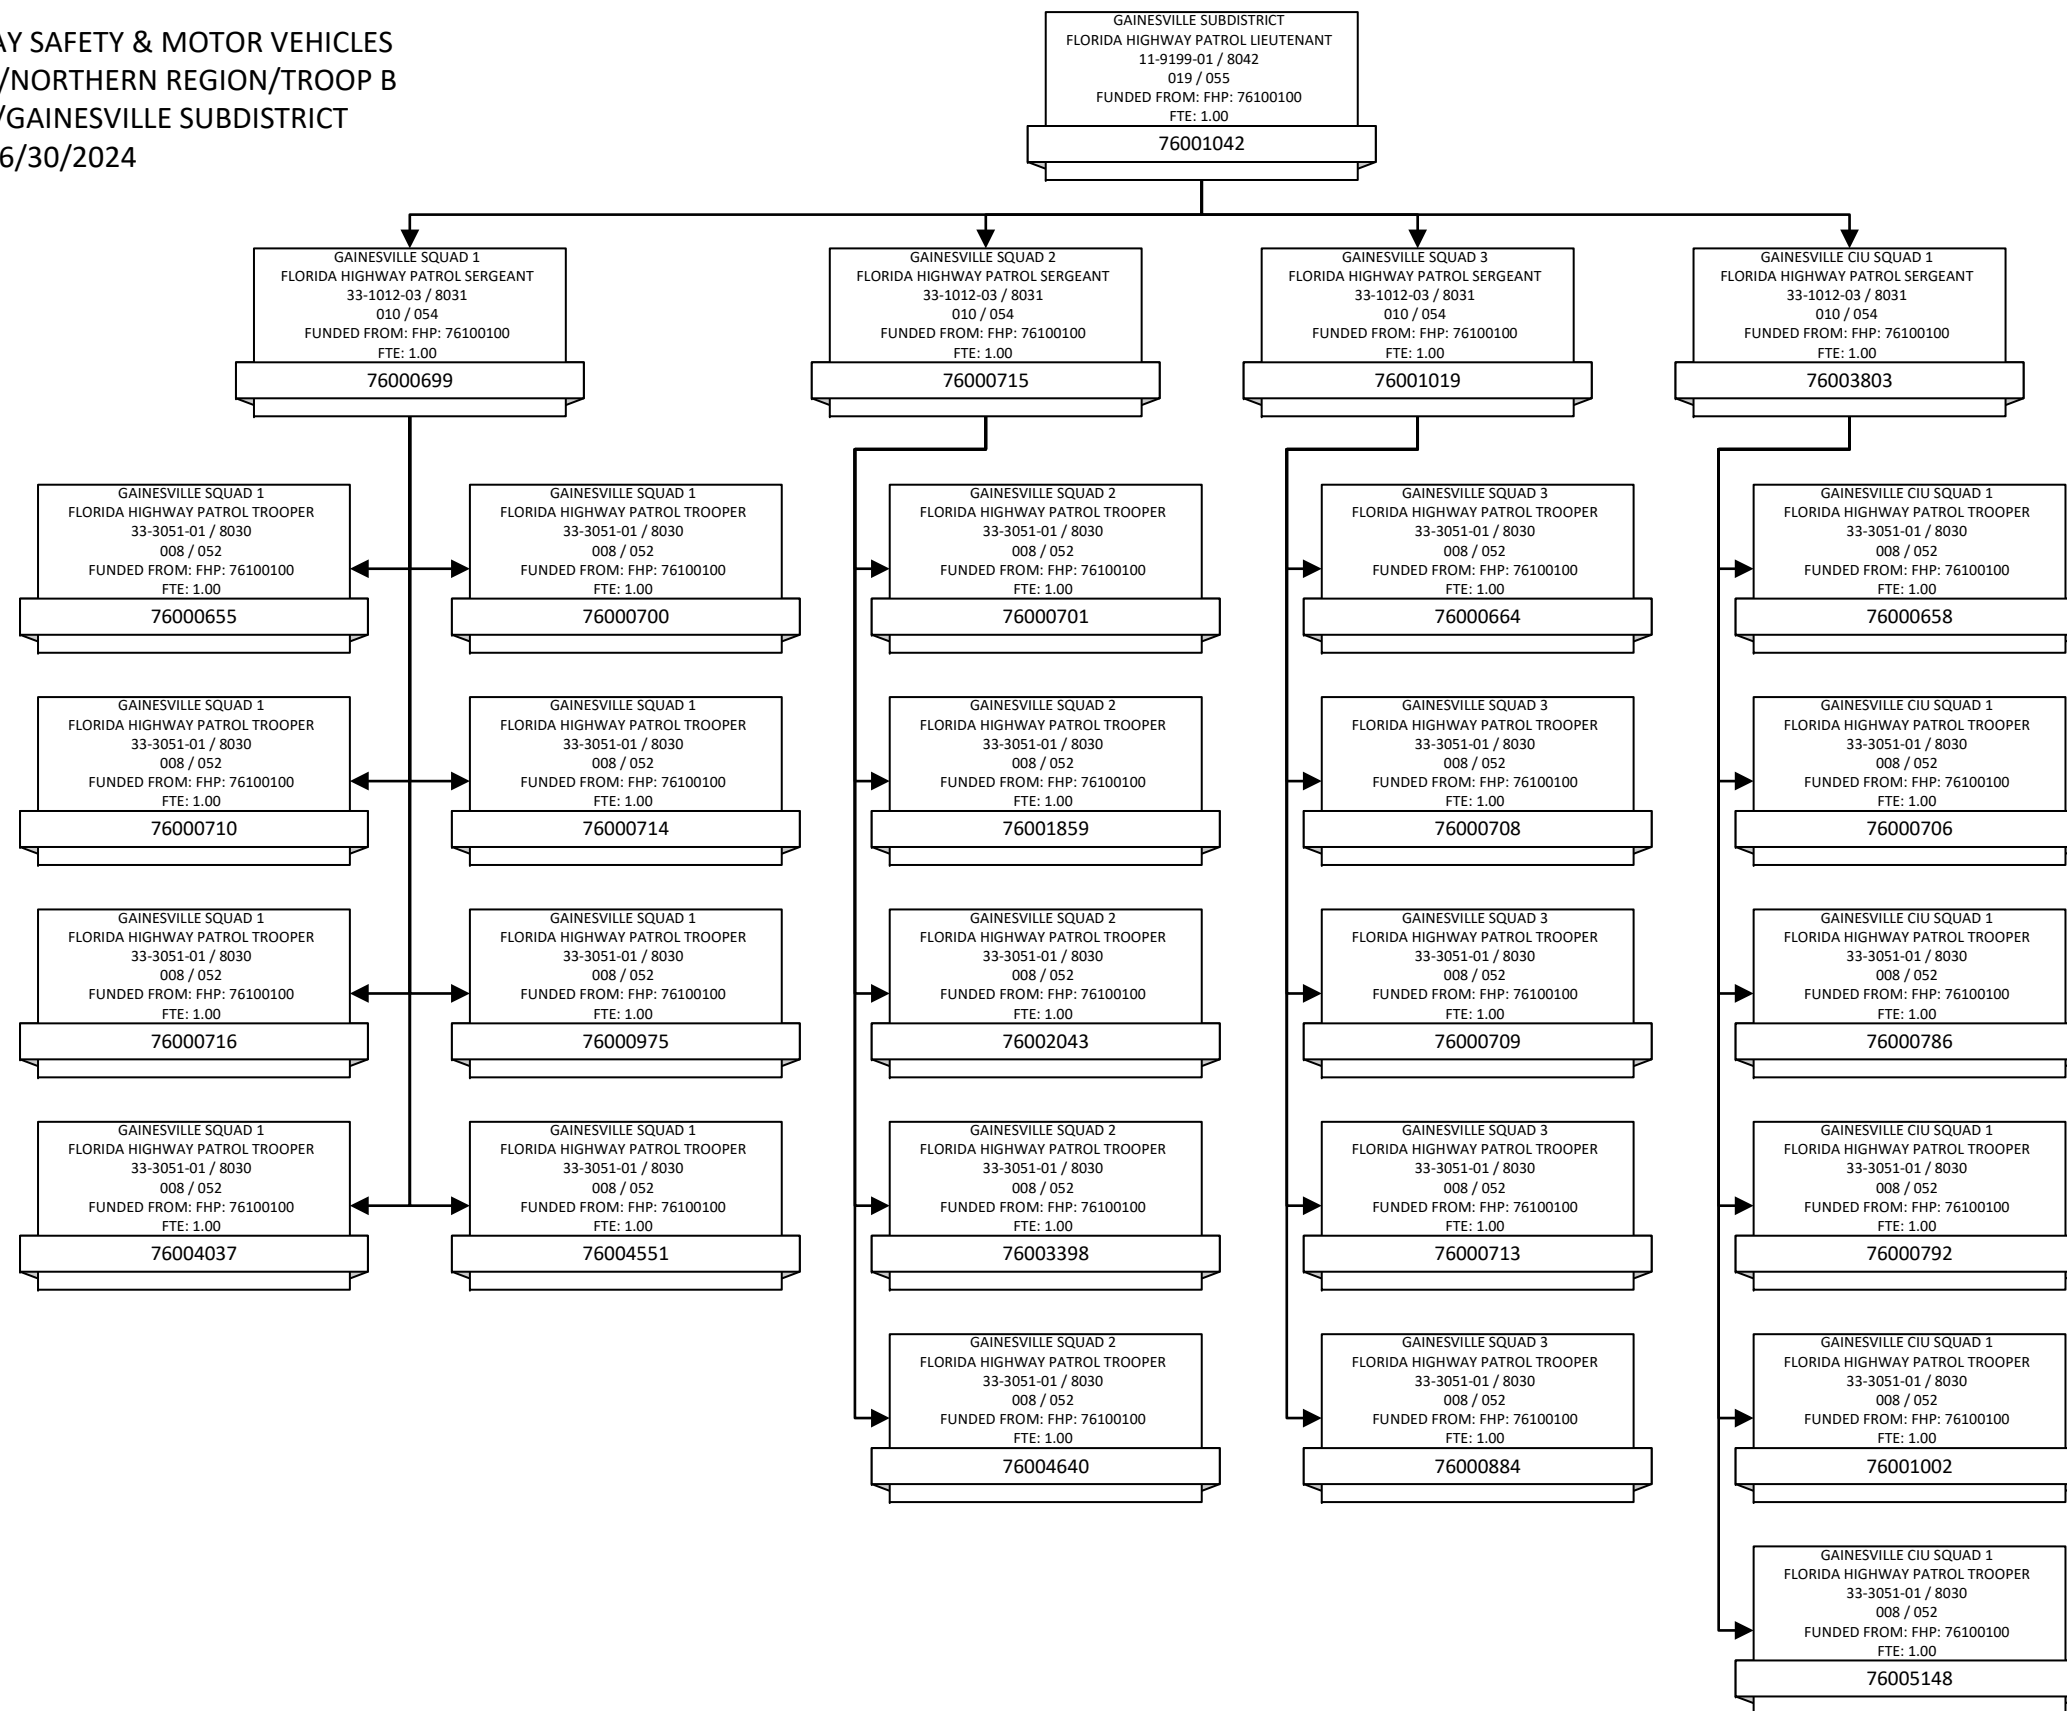 AY SAFETY & MOTOR VEHICLES
/NORTHERN REGION/TROOP B
/GAINESVILLE SUBDISTRICT
6/30/2024
GAINESVILLE SUBDISTRICT
FLORIDA HIGHWAY PATROL LIEUTENANT
11-9199-01 / 8042
019 / 055
FUNDED FROM: FHP: 76100100
FTE: 1.00
76001042
GAINESVILLE SQUAD 1
FLORIDA HIGHWAY PATROL SERGEANT
33-1012-03 / 8031
010 / 054
FUNDED FROM: FHP: 76100100
FTE: 1.00
76000699
GAINESVILLE SQUAD 2
FLORIDA HIGHWAY PATROL SERGEANT
33-1012-03 / 8031
010 / 054
FUNDED FROM: FHP: 76100100
FTE: 1.00
76000715
GAINESVILLE SQUAD 3
FLORIDA HIGHWAY PATROL SERGEANT
33-1012-03 / 8031
010 / 054
FUNDED FROM: FHP: 76100100
FTE: 1.00
76001019
GAINESVILLE CIU SQUAD 1
FLORIDA HIGHWAY PATROL SERGEANT
33-1012-03 / 8031
010 / 054
FUNDED FROM: FHP: 76100100
FTE: 1.00
76003803
GAINESVILLE SQUAD 1
FLORIDA HIGHWAY PATROL TROOPER
33-3051-01 / 8030
008 / 052
FUNDED FROM: FHP: 76100100
FTE: 1.00
76000655
GAINESVILLE SQUAD 1
FLORIDA HIGHWAY PATROL TROOPER
33-3051-01 / 8030
008 / 052
FUNDED FROM: FHP: 76100100
FTE: 1.00
76000700
GAINESVILLE SQUAD 2
FLORIDA HIGHWAY PATROL TROOPER
33-3051-01 / 8030
008 / 052
FUNDED FROM: FHP: 76100100
FTE: 1.00
76000701
GAINESVILLE SQUAD 3
FLORIDA HIGHWAY PATROL TROOPER
33-3051-01 / 8030
008 / 052
FUNDED FROM: FHP: 76100100
FTE: 1.00
76000664
GAINESVILLE CIU SQUAD 1
FLORIDA HIGHWAY PATROL TROOPER
33-3051-01 / 8030
008 / 052
FUNDED FROM: FHP: 76100100
FTE: 1.00
76000658
GAINESVILLE SQUAD 1
FLORIDA HIGHWAY PATROL TROOPER
33-3051-01 / 8030
008 / 052
FUNDED FROM: FHP: 76100100
FTE: 1.00
76000710
GAINESVILLE SQUAD 1
FLORIDA HIGHWAY PATROL TROOPER
33-3051-01 / 8030
008 / 052
FUNDED FROM: FHP: 76100100
FTE: 1.00
76000714
GAINESVILLE SQUAD 2
FLORIDA HIGHWAY PATROL TROOPER
33-3051-01 / 8030
008 / 052
FUNDED FROM: FHP: 76100100
FTE: 1.00
76001859
GAINESVILLE SQUAD 3
FLORIDA HIGHWAY PATROL TROOPER
33-3051-01 / 8030
008 / 052
FUNDED FROM: FHP: 76100100
FTE: 1.00
76000708
GAINESVILLE CIU SQUAD 1
FLORIDA HIGHWAY PATROL TROOPER
33-3051-01 / 8030
008 / 052
FUNDED FROM: FHP: 76100100
FTE: 1.00
76000706
GAINESVILLE SQUAD 1
FLORIDA HIGHWAY PATROL TROOPER
33-3051-01 / 8030
008 / 052
FUNDED FROM: FHP: 76100100
FTE: 1.00
76000716
GAINESVILLE SQUAD 1
FLORIDA HIGHWAY PATROL TROOPER
33-3051-01 / 8030
008 / 052
FUNDED FROM: FHP: 76100100
FTE: 1.00
76000975
GAINESVILLE SQUAD 2
FLORIDA HIGHWAY PATROL TROOPER
33-3051-01 / 8030
008 / 052
FUNDED FROM: FHP: 76100100
FTE: 1.00
76002043
GAINESVILLE SQUAD 3
FLORIDA HIGHWAY PATROL TROOPER
33-3051-01 / 8030
008 / 052
FUNDED FROM: FHP: 76100100
FTE: 1.00
76000709
GAINESVILLE CIU SQUAD 1
FLORIDA HIGHWAY PATROL TROOPER
33-3051-01 / 8030
008 / 052
FUNDED FROM: FHP: 76100100
FTE: 1.00
76000786
GAINESVILLE SQUAD 1
FLORIDA HIGHWAY PATROL TROOPER
33-3051-01 / 8030
008 / 052
FUNDED FROM: FHP: 76100100
FTE: 1.00
76004037
GAINESVILLE SQUAD 1
FLORIDA HIGHWAY PATROL TROOPER
33-3051-01 / 8030
008 / 052
FUNDED FROM: FHP: 76100100
FTE: 1.00
76004551
GAINESVILLE SQUAD 2
FLORIDA HIGHWAY PATROL TROOPER
33-3051-01 / 8030
008 / 052
FUNDED FROM: FHP: 76100100
FTE: 1.00
76003398
GAINESVILLE SQUAD 3
FLORIDA HIGHWAY PATROL TROOPER
33-3051-01 / 8030
008 / 052
FUNDED FROM: FHP: 76100100
FTE: 1.00
76000713
GAINESVILLE CIU SQUAD 1
FLORIDA HIGHWAY PATROL TROOPER
33-3051-01 / 8030
008 / 052
FUNDED FROM: FHP: 76100100
FTE: 1.00
76000792
GAINESVILLE SQUAD 2
FLORIDA HIGHWAY PATROL TROOPER
33-3051-01 / 8030
008 / 052
FUNDED FROM: FHP: 76100100
FTE: 1.00
76004640
GAINESVILLE SQUAD 3
FLORIDA HIGHWAY PATROL TROOPER
33-3051-01 / 8030
008 / 052
FUNDED FROM: FHP: 76100100
FTE: 1.00
76000884
GAINESVILLE CIU SQUAD 1
FLORIDA HIGHWAY PATROL TROOPER
33-3051-01 / 8030
008 / 052
FUNDED FROM: FHP: 76100100
FTE: 1.00
76001002
GAINESVILLE CIU SQUAD 1
FLORIDA HIGHWAY PATROL TROOPER
33-3051-01 / 8030
008 / 052
FUNDED FROM: FHP: 76100100
FTE: 1.00
76005148